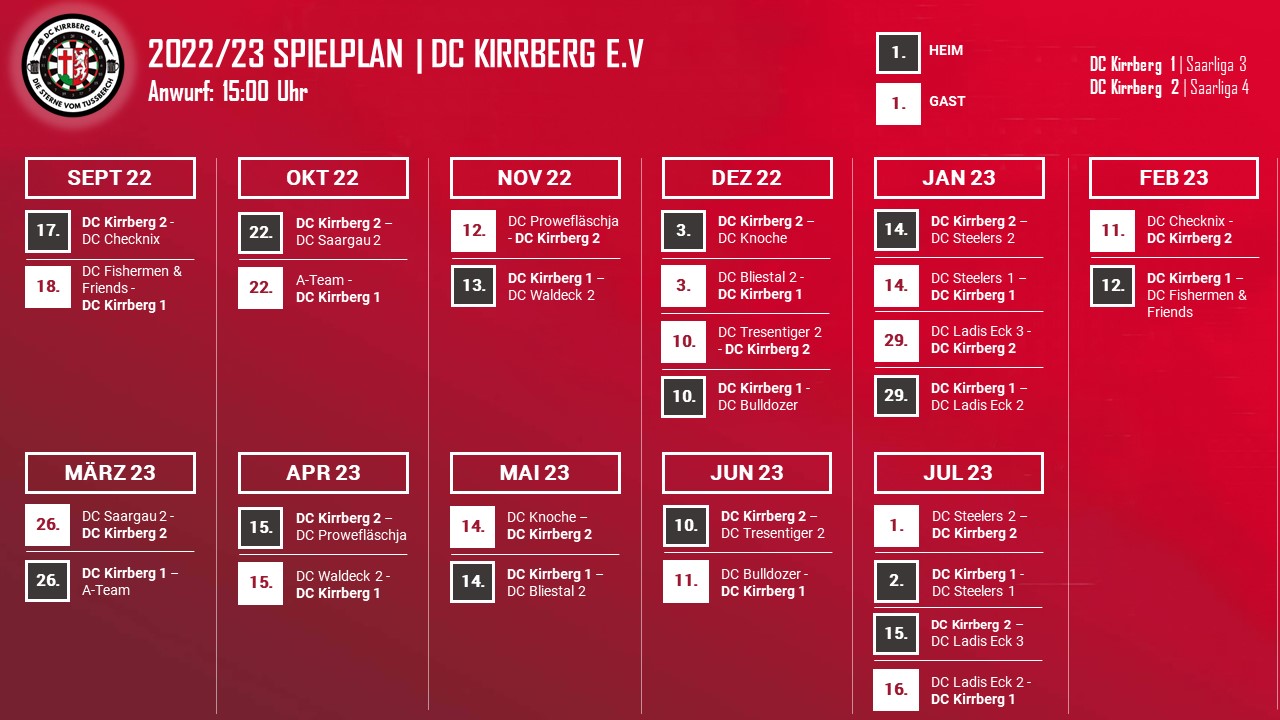 DC KIRRBERG e.V.
DIE STERNE VOM TUSSBERCH
2022/23 SPIELPLAN | DC KIRRBERG E.V
Anwurf: 15:00 Uhr
1. HEIM
1. GAST
DC Kirrberg 1 | Saarliga 3
DC Kirrberg 2 | Saarliga 4
SEPT 22
17.
DC Kirrberg 2 -
DC Checknix
18.
DC Fishermen &
Friends -
DC Kirrberg 1
OKT 22
22.
DC Kirrberg 2 –
DC Saargau 2
22.
A-Team -
DC Kirrberg 1
NOV 22
12.
DC Prowefläschja
- DC Kirrberg 2
13.
DC Kirrberg 1 –
DC Waldeck 2
DEZ 22
3.
DC Kirrberg 2 –
DC Knoche
3.
DC Bliestal 2 -
DC Kirrberg 1
10.
DC Tresentiger 2
- DC Kirrberg 2
10.
DC Kirrberg 1 -
DC Bulldozer
JAN 23
14.
DC Kirrberg 2 –
DC Steelers 2
14.
DC Steelers 1 –
DC Kirrberg 1
29.
DC Ladis Eck 3 -
DC Kirrberg 2
29.
DC Kirrberg 1 –
DC Ladis Eck 2
FEB 23
11.
DC Checknix -
DC Kirrberg 2
12.
DC Kirrberg 1 –
DC Fishermen &
Friends
MÄRZ 23
26.
DC Saargau 2 -
DC Kirrberg 2
26.
DC Kirrberg 1 –
A-Team
APR 23
15.
DC Kirrberg 2 –
DC Prowefläschja
15.
DC Waldeck 2 -
DC Kirrberg 1
MAI 23
14.
DC Knoche –
DC Kirrberg 2
14.
DC Kirrberg 1 –
DC Bliestal 2
JUN 23
10.
DC Kirrberg 2 –
DC Tresentiger 2
11.
DC Bulldozer -
DC Kirrberg 1
JUL 23
1.
DC Steelers 2 –
DC Kirrberg 2
2.
DC Kirrberg 1 -
DC Steelers 1
15.
DC Kirrberg 2 –
DC Ladis Eck 3
16.
DC Ladis Eck 2 -
DC Kirrberg 1